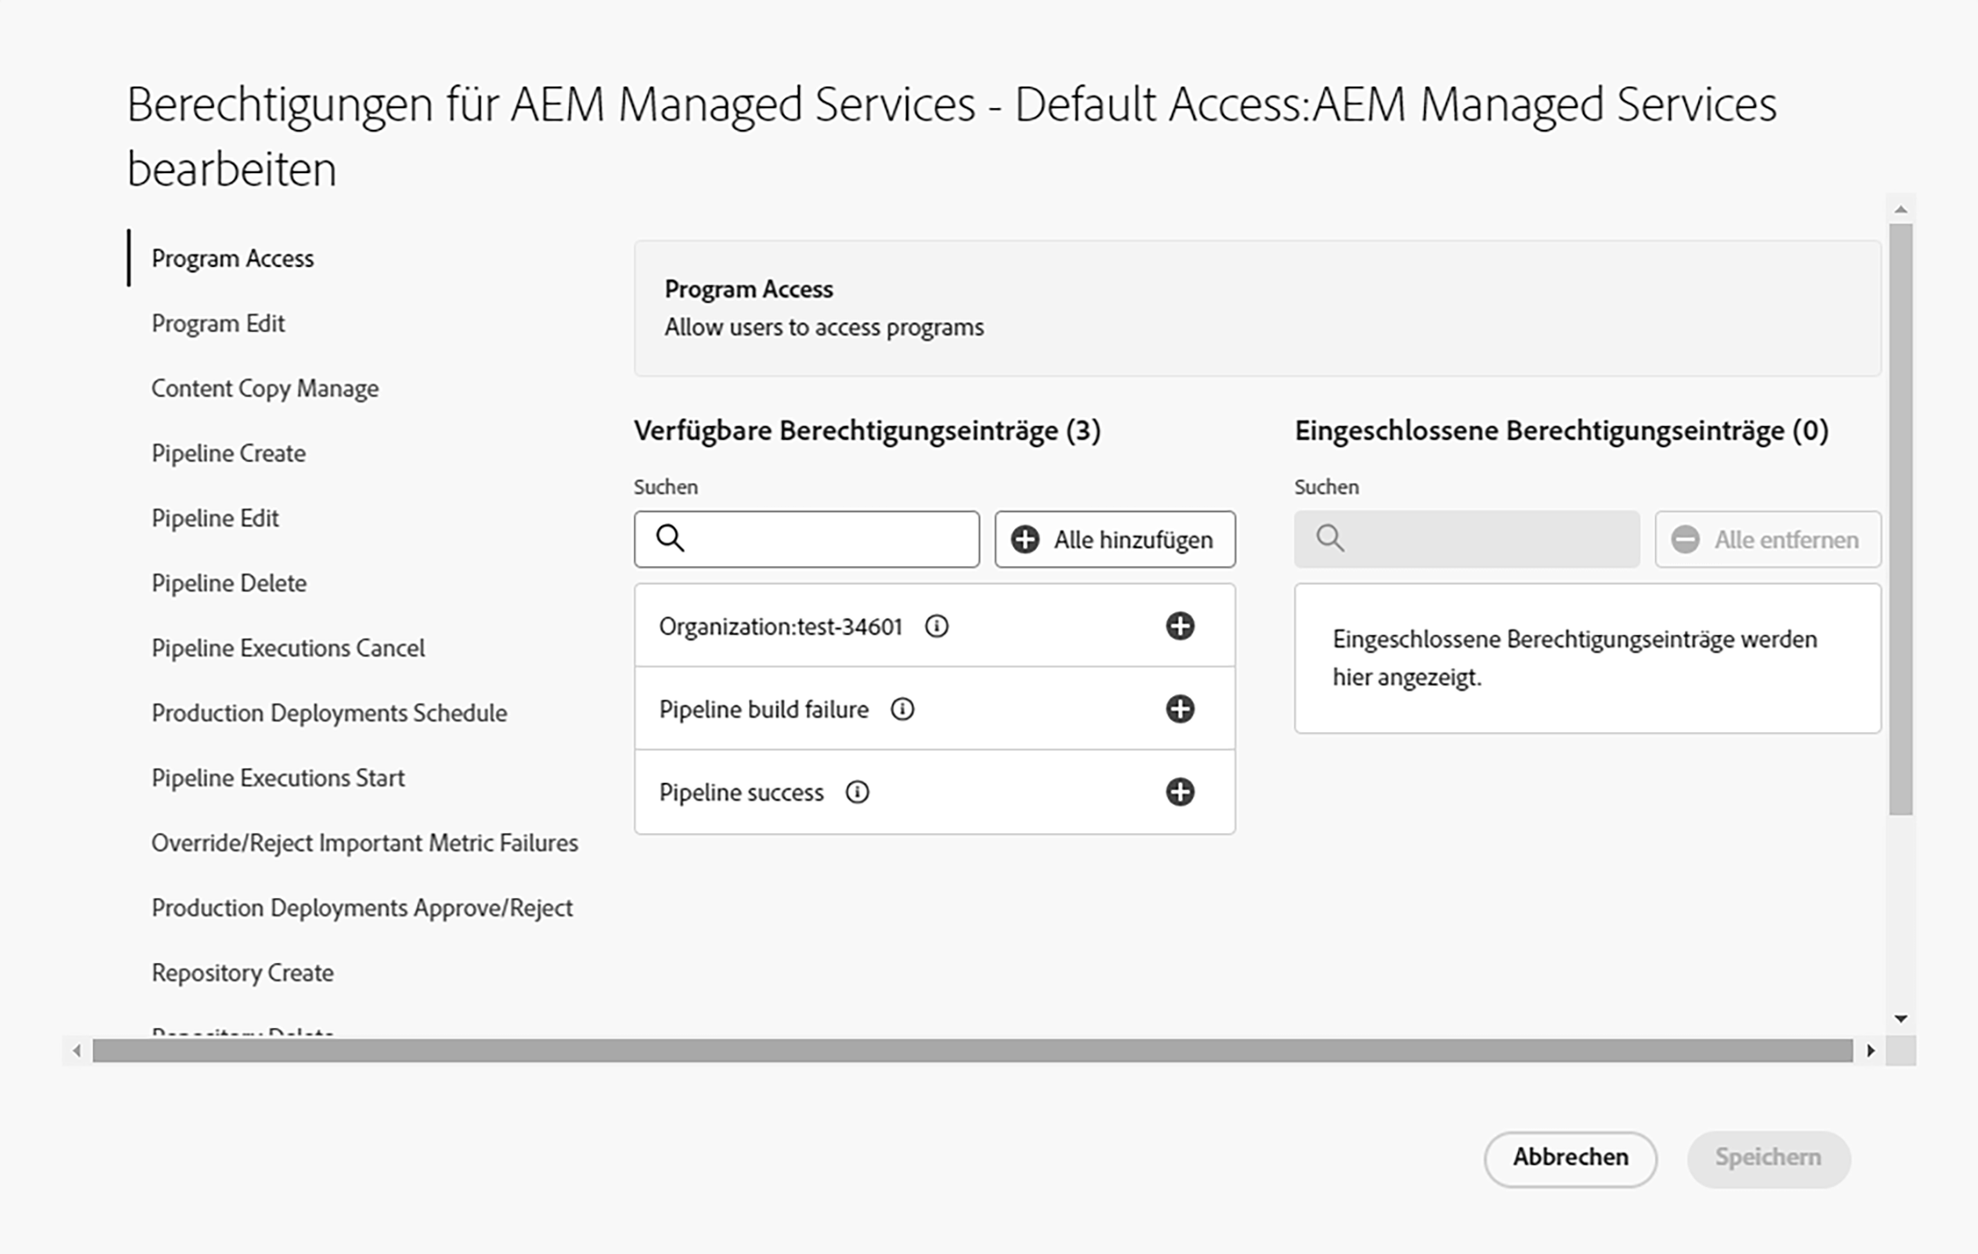 Berechtigungen für AEM Managed Services - Default Access:AEM Managed Services
bearbeiten
Program Access
Program Edit
Content Copy Manage
Pipeline Create
Pipeline Edit
Pipeline Delete
Pipeline Executions Cancel
Production Deployments Schedule
Pipeline Executions Start
Override/Reject Important Metric Failures
Production Deployments Approve/Reject
Repository Create
Repository Delete
Program Access
Allow users to access programs
Verfügbare Berechtigungseinträge (3)
Suchen
Alle hinzufügen
Organization:test-34601
Pipeline build failure
Pipeline success
Eingeschlossene Berechtigungseinträge (0)
Suchen
Alle entfernen
Eingeschlossene Berechtigungseinträge werden
hier angezeigt.
Abbrechen
Speichern